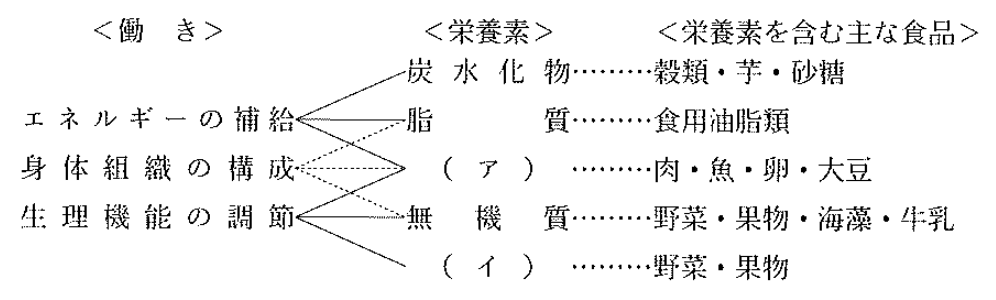 ＜働　き＞　＜栄養素＞　＜栄養素を含む主な食品＞
炭 水 化 物………穀類・芋・砂糖
エネルギーの補給　脂　質………食用油脂類
身体組織の構成　（ ア ）………肉・魚・卵・大豆
生理機能の調節　無　機　質………野菜・果物・海藻・牛乳
（ イ ）………野菜・果物